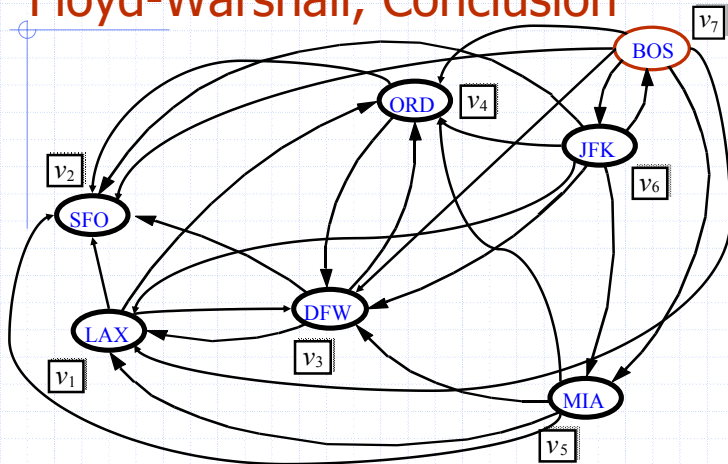 Floyd-Warshall, Conclusion
BOS
v7
ORD
v4
JFK
v6
v2
SFO
DFW
v3
LAX
v1
MIA
v5